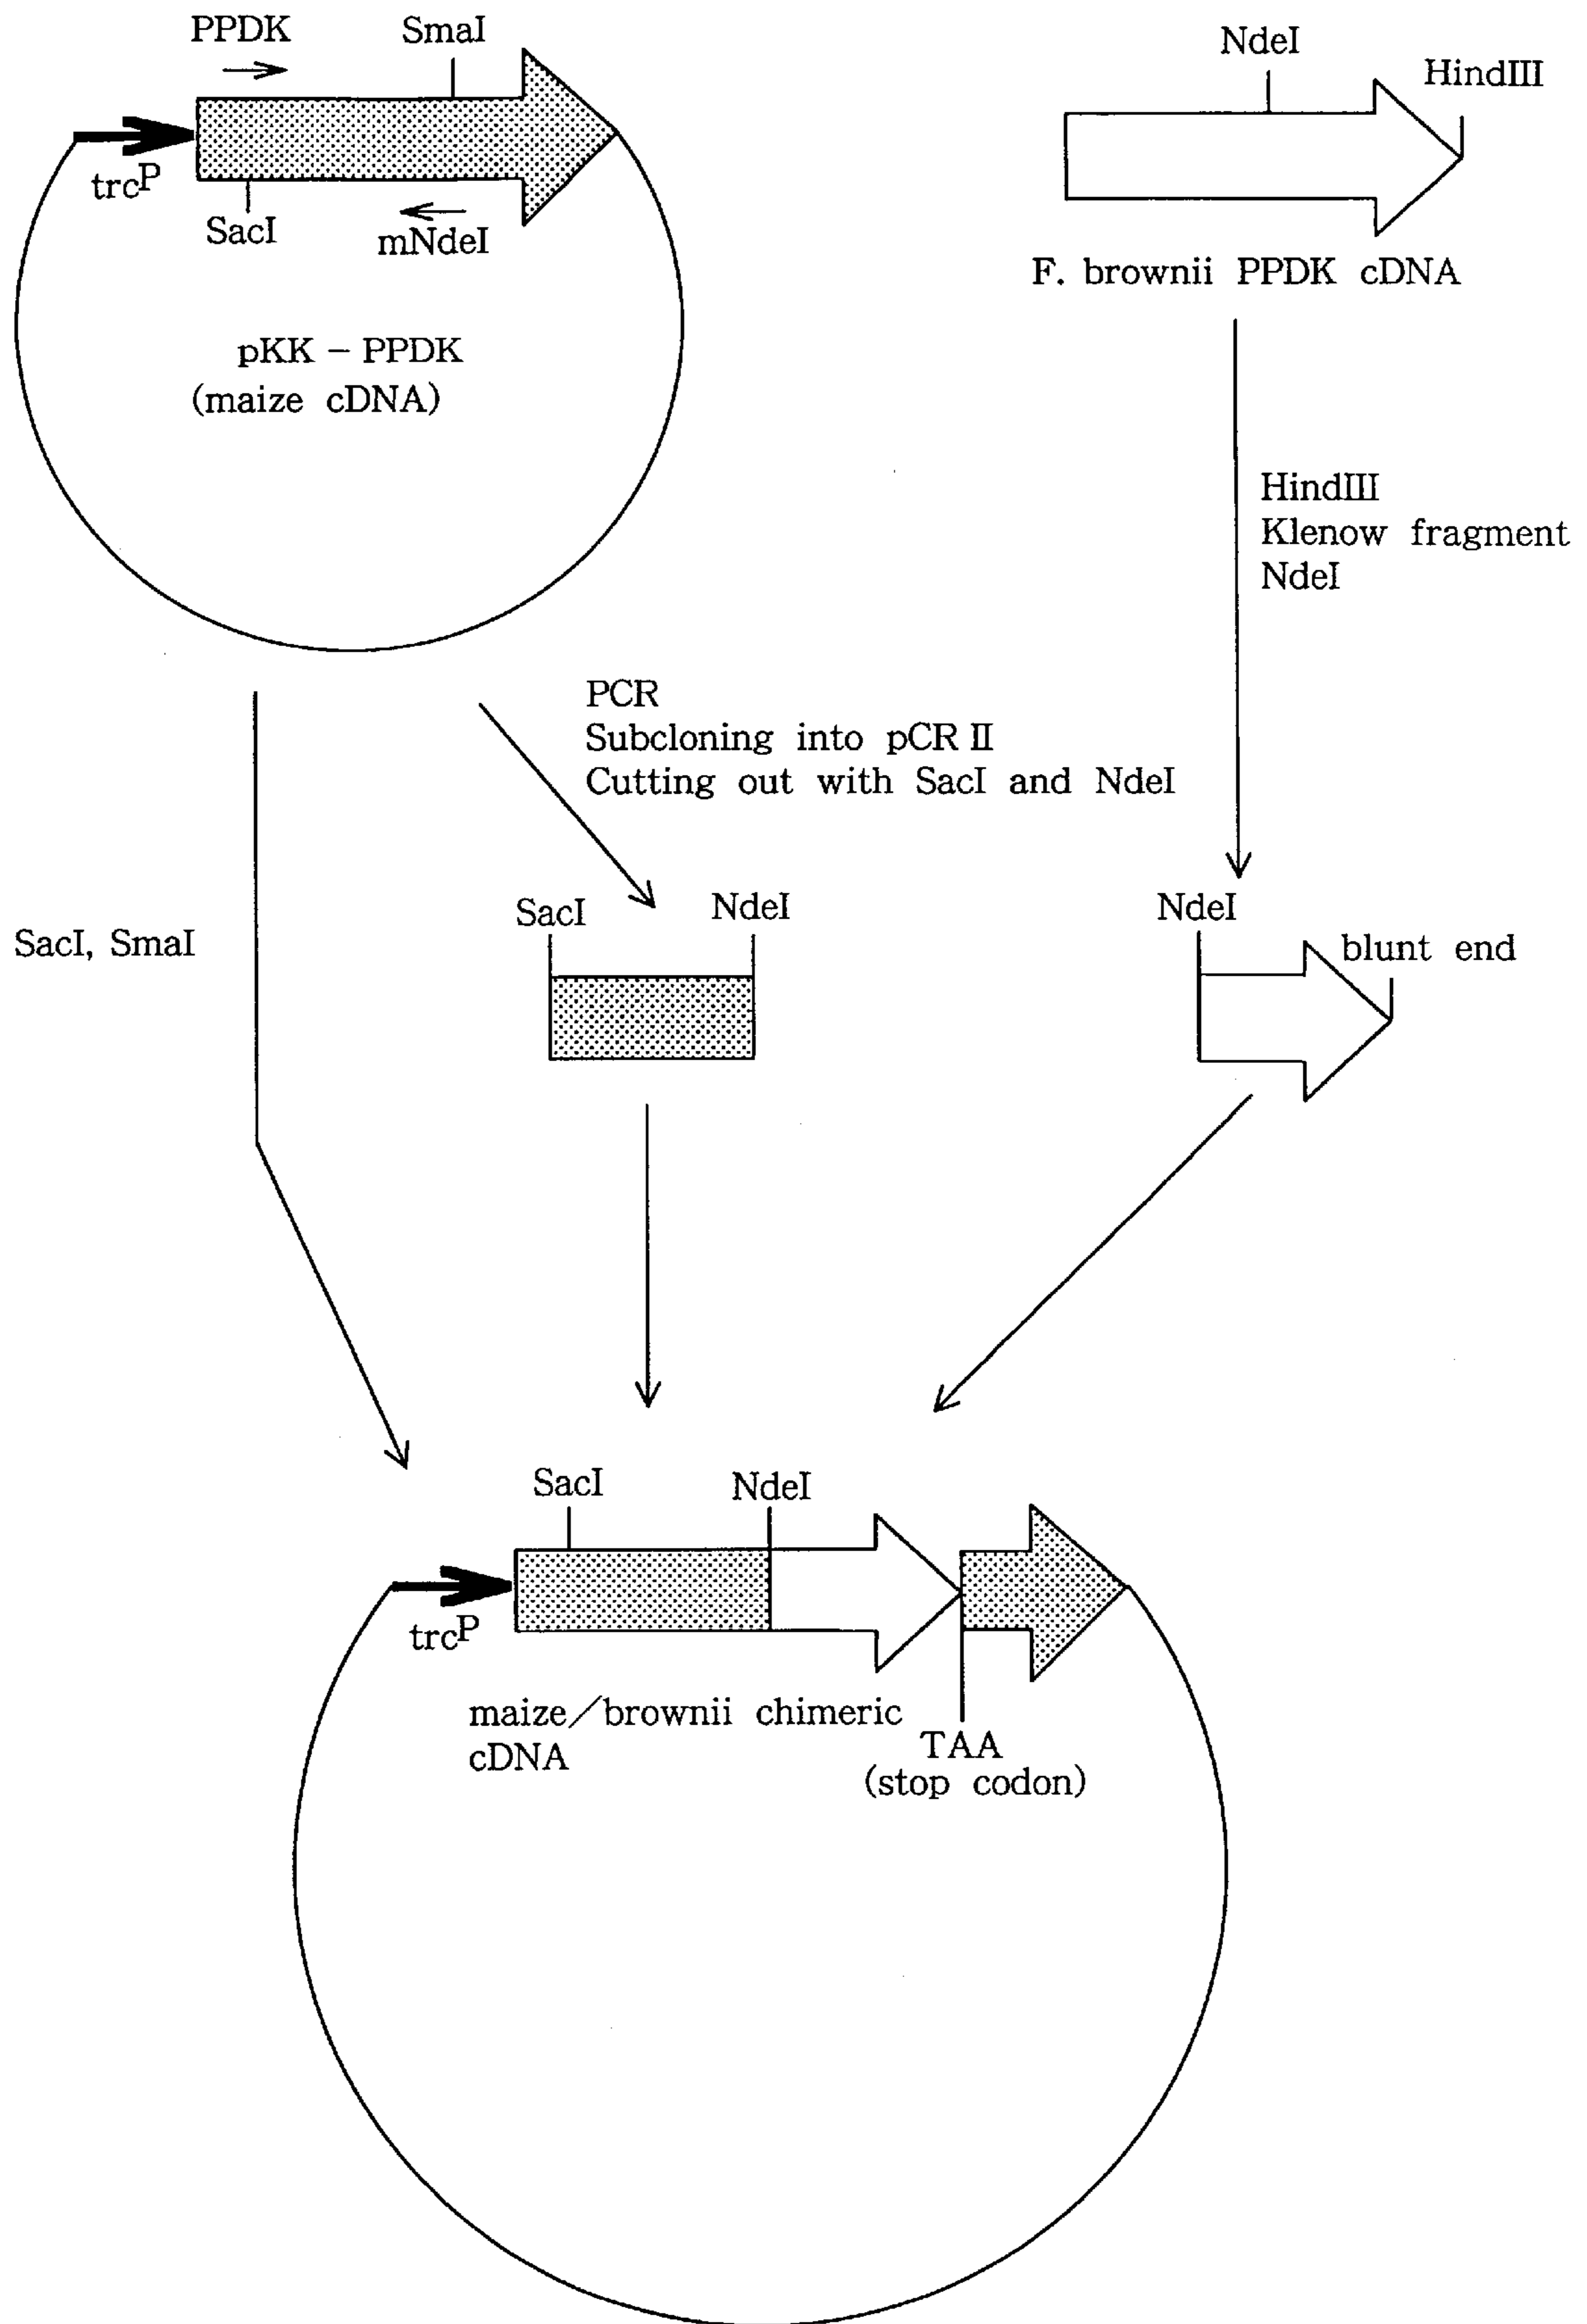 PPDK
SmaI
trcP
SacI
mNdeI
pKK – PPDK
(maize cDNA)
NdeI
HindIII
F. brownii PPDK cDNA
HindIII
Klenow fragment
NdeI
PCR
Subcloning into pCR II
Cutting out with SacI and NdeI
SacI, SmaI
SacI
NdeI
NdeI
blunt end
SacI
NdeI
trcP
maize/brownii chimeric
cDNA
TAA
(stop codon)